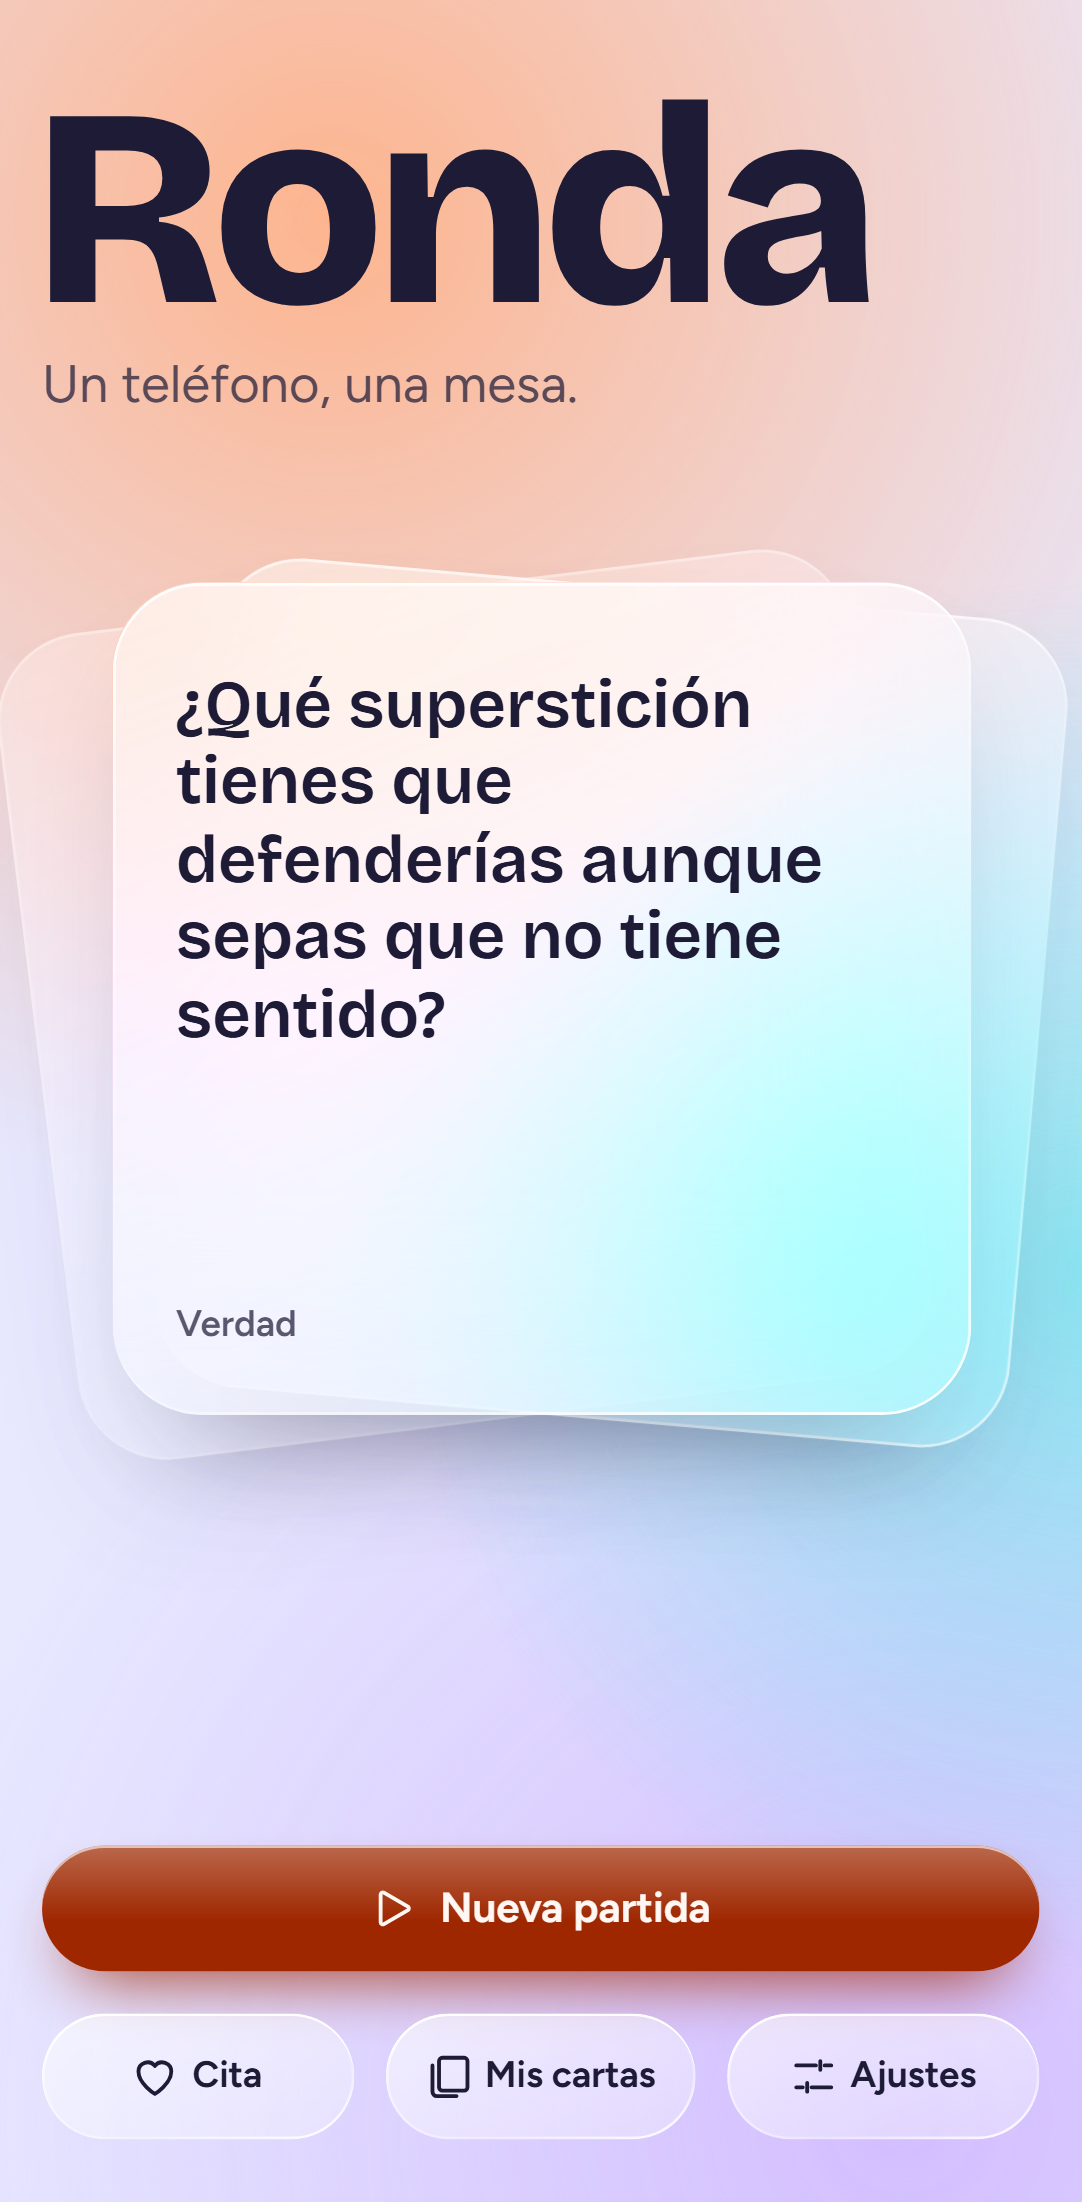 Ronda
Un teléfono, una mesa.
¿Qué superstición
tienes que
defenderías aunque
sepas que no tiene
sentido?
Verdad
Nueva partida
Cita
Mis cartas
Ajustes